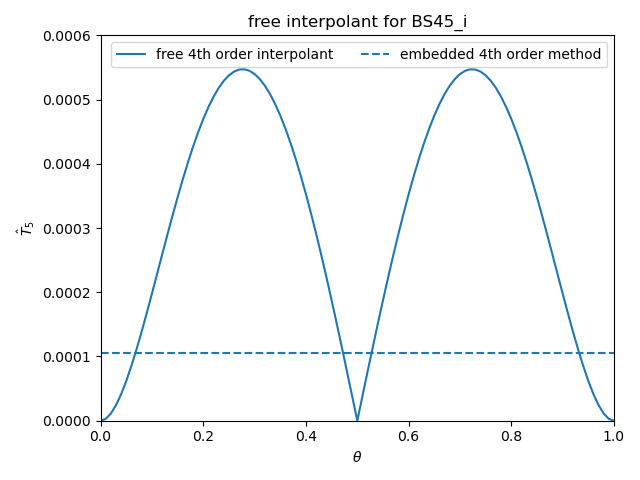 free interpolant for BS45_i
free 4th order interpolant
embedded 4th order method
0.0006
0.0005
0.0004
0.0003
0.0002
0.0001
0.0000
T̂₅
0.0 0.2 0.4 0.6 0.8 1.0
θ